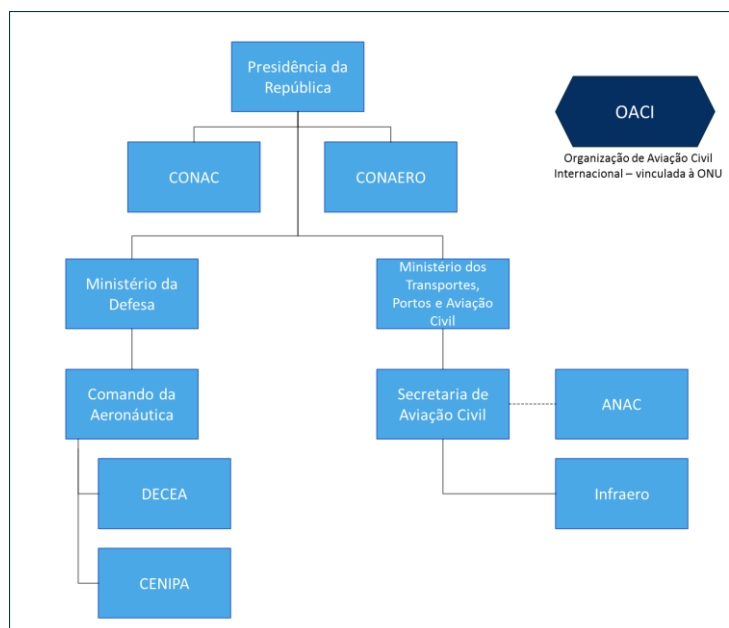 Presidência da
República
OACI
Organização de Aviação Civil
Internacional – vinculada à ONU
CONAC
CONAERO
Ministério da
Defesa
Ministério dos
Transportes,
Portos e Aviação
Civil
Comando da
Aeronáutica
Secretaria de
Aviação Civil
ANAC
DECEA
Infraero
CENIPA